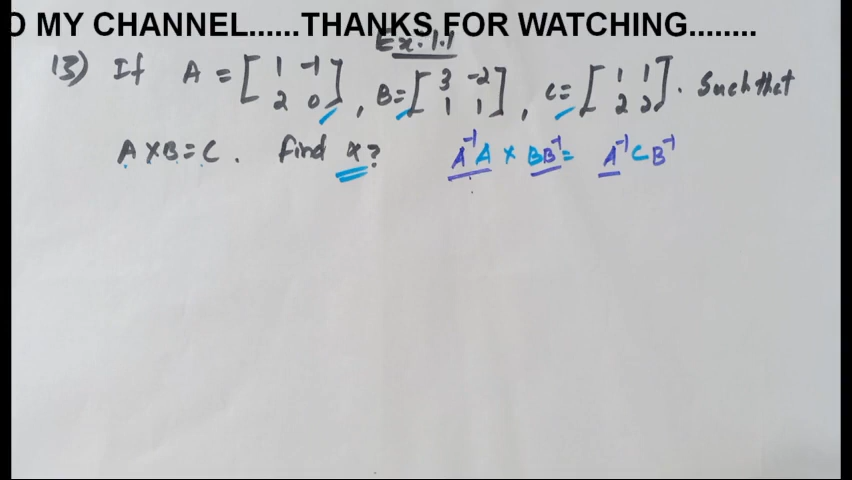 O MY CHANNEL......THANKS FOR WATCHING........
Ex. 1.1
13) If A = [1 -1 2 0], B = [3 -2 1 1], C = [1 1 2 2]. Such that
A X B = C. Find x? A⁻¹A X BB⁻¹ = A⁻¹CB⁻¹